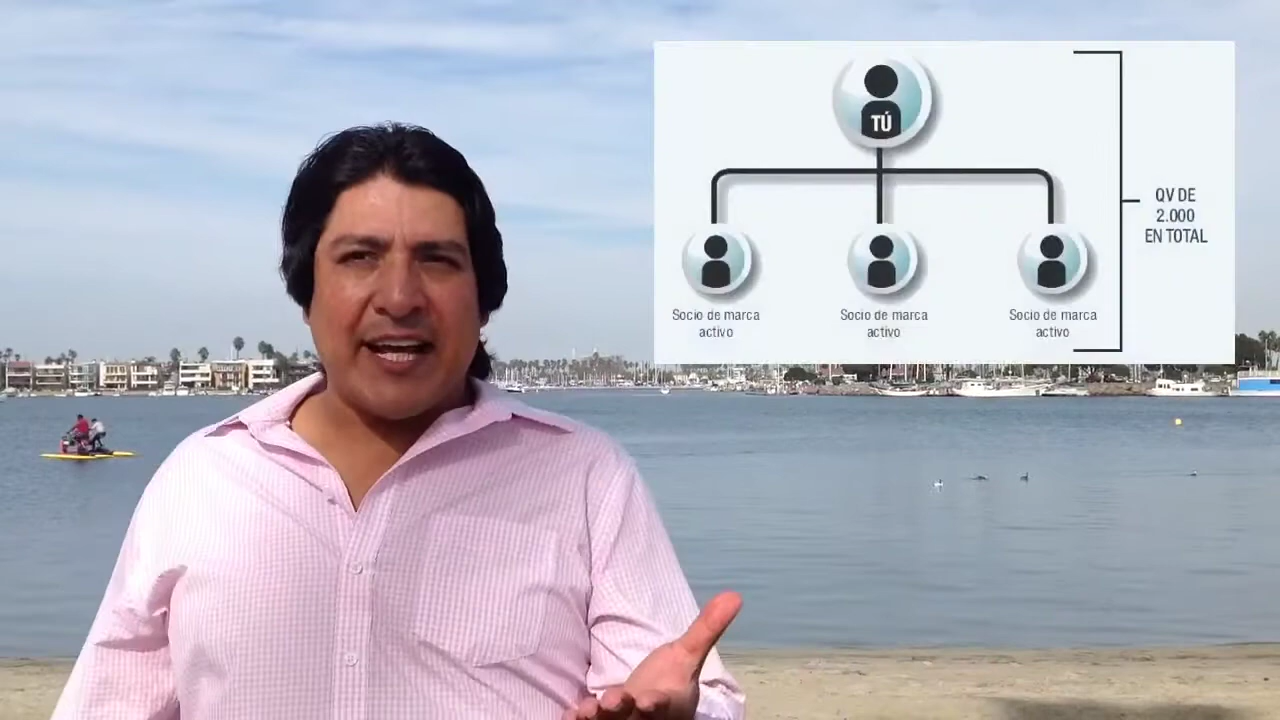 TÚ
QV DE
2.000
EN TOTAL
Socio de marca
activo
Socio de marca
activo
Socio de marca
activo